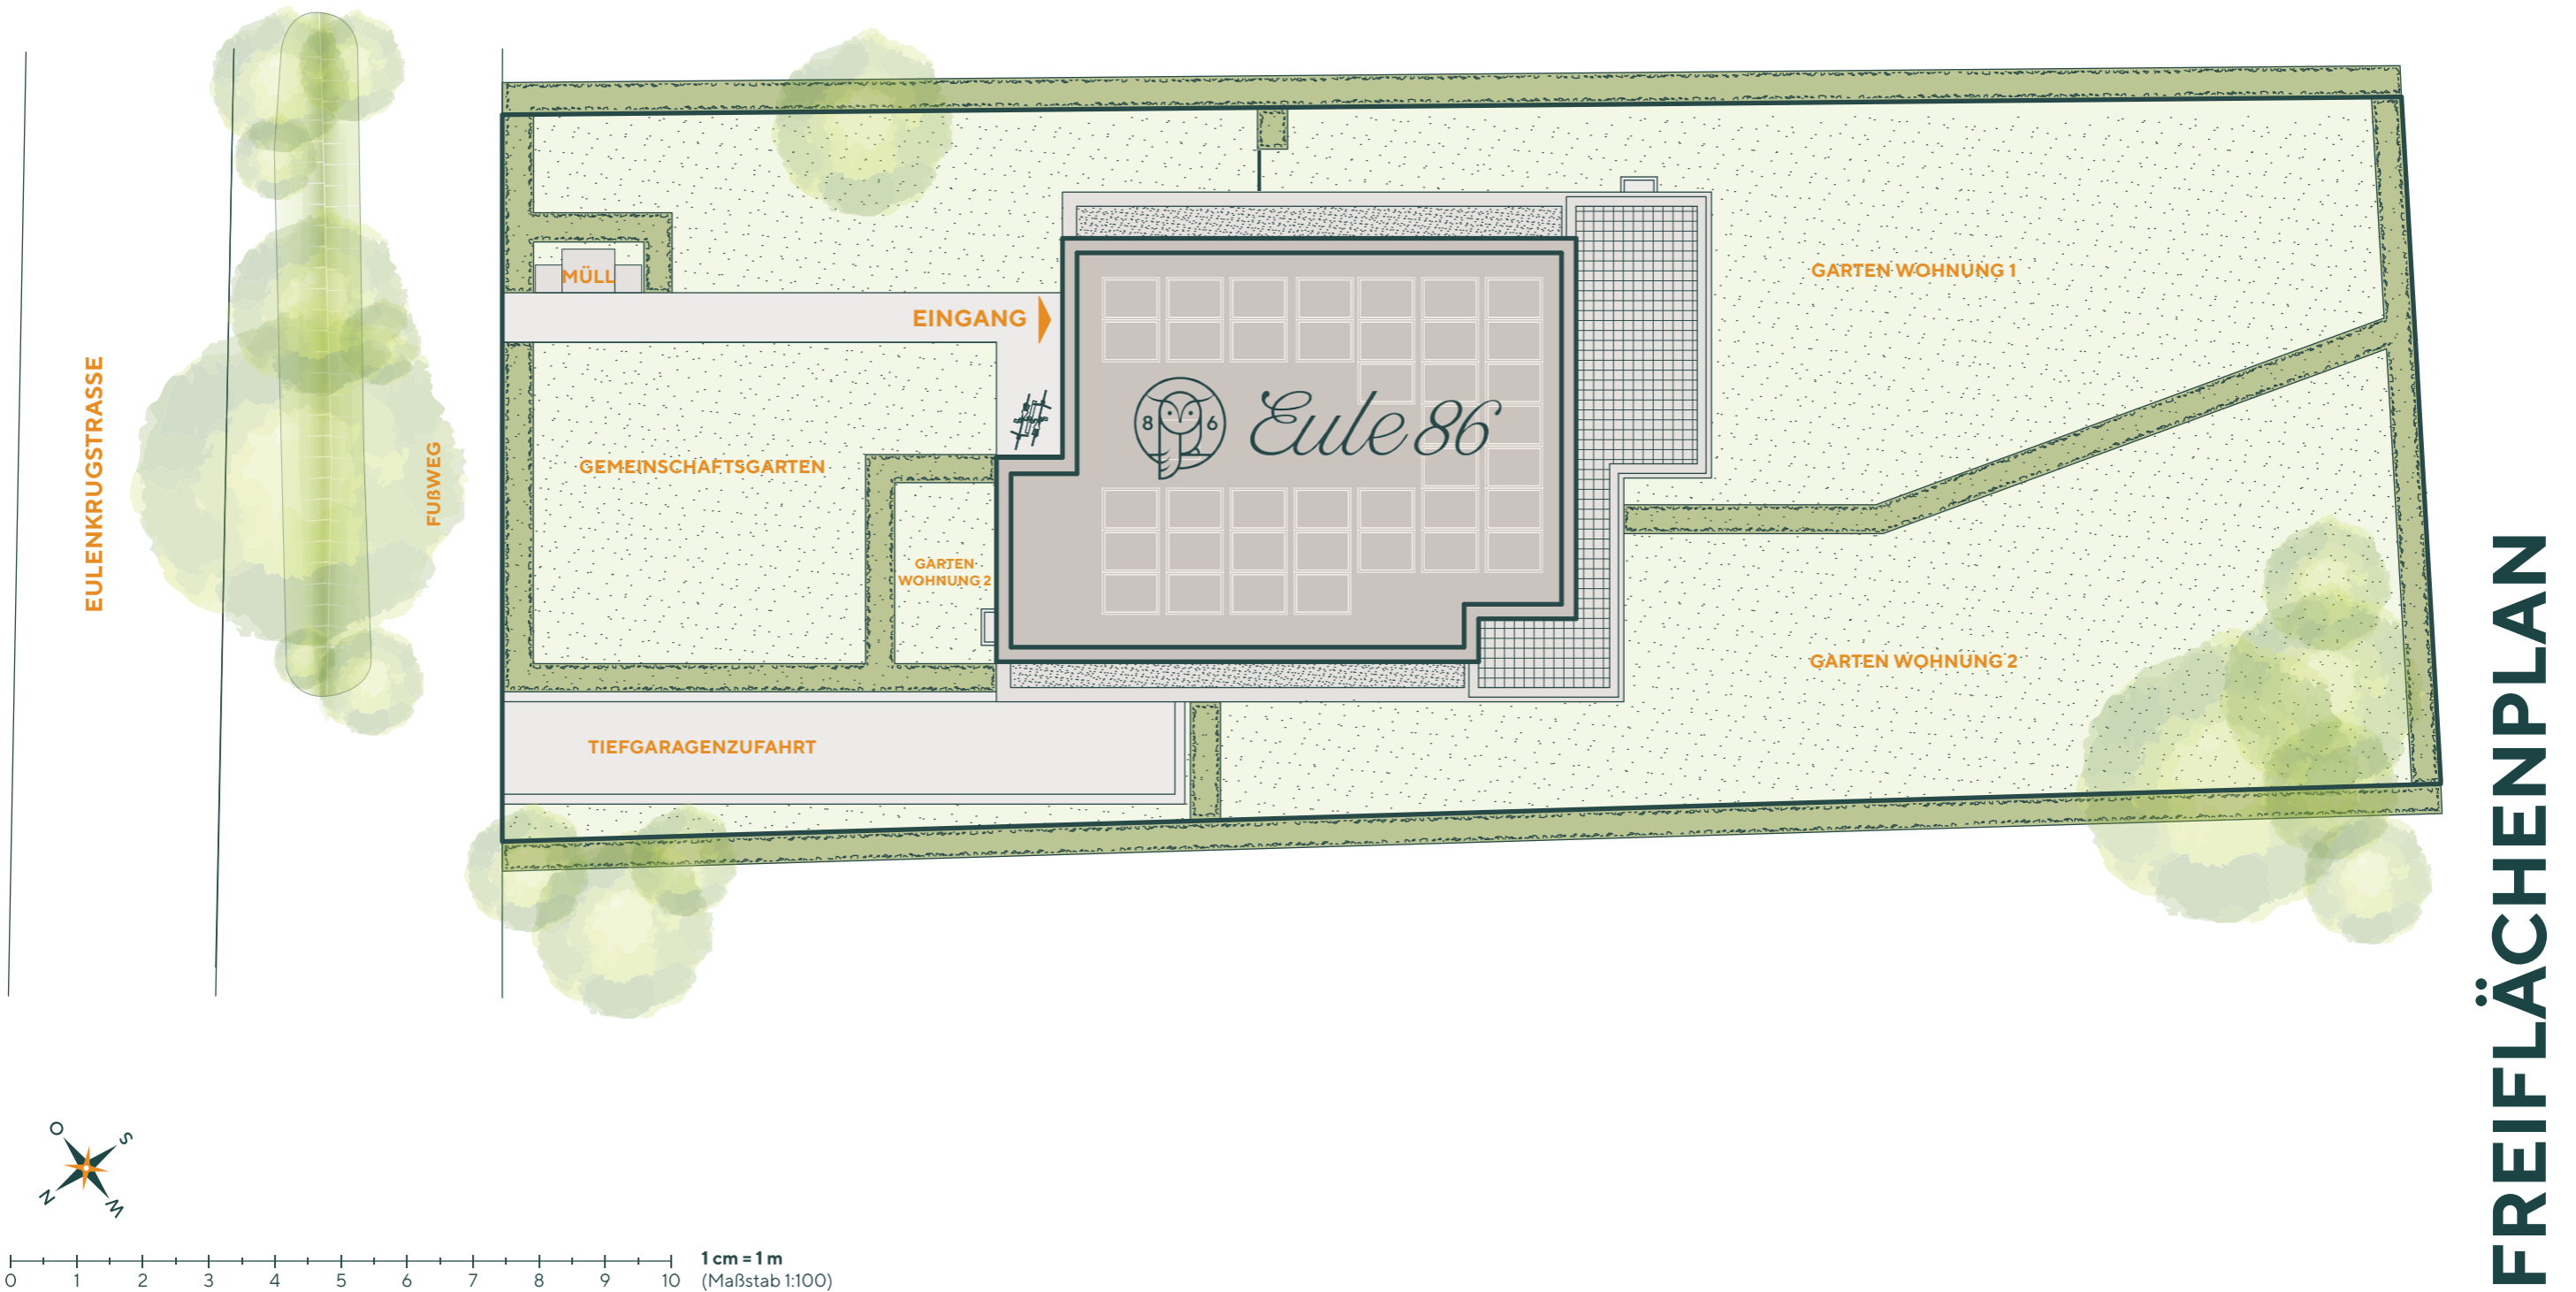 EULENKRUGSTRASSE
FUßWEG
MÜLL
EINGANG
GEMEINSCHAFTSGARTEN
GARTEN
WOHNUNG 2
TIEFGARAGENZUFAHRT
8 6
Eule 86
GARTEN WOHNUNG 1
GARTEN WOHNUNG 2
FREIFLÄCHENPLAN
O S
N W
0 1 2 3 4 5 6 7 8 9 10
1 cm = 1 m
(Maßstab 1:100)